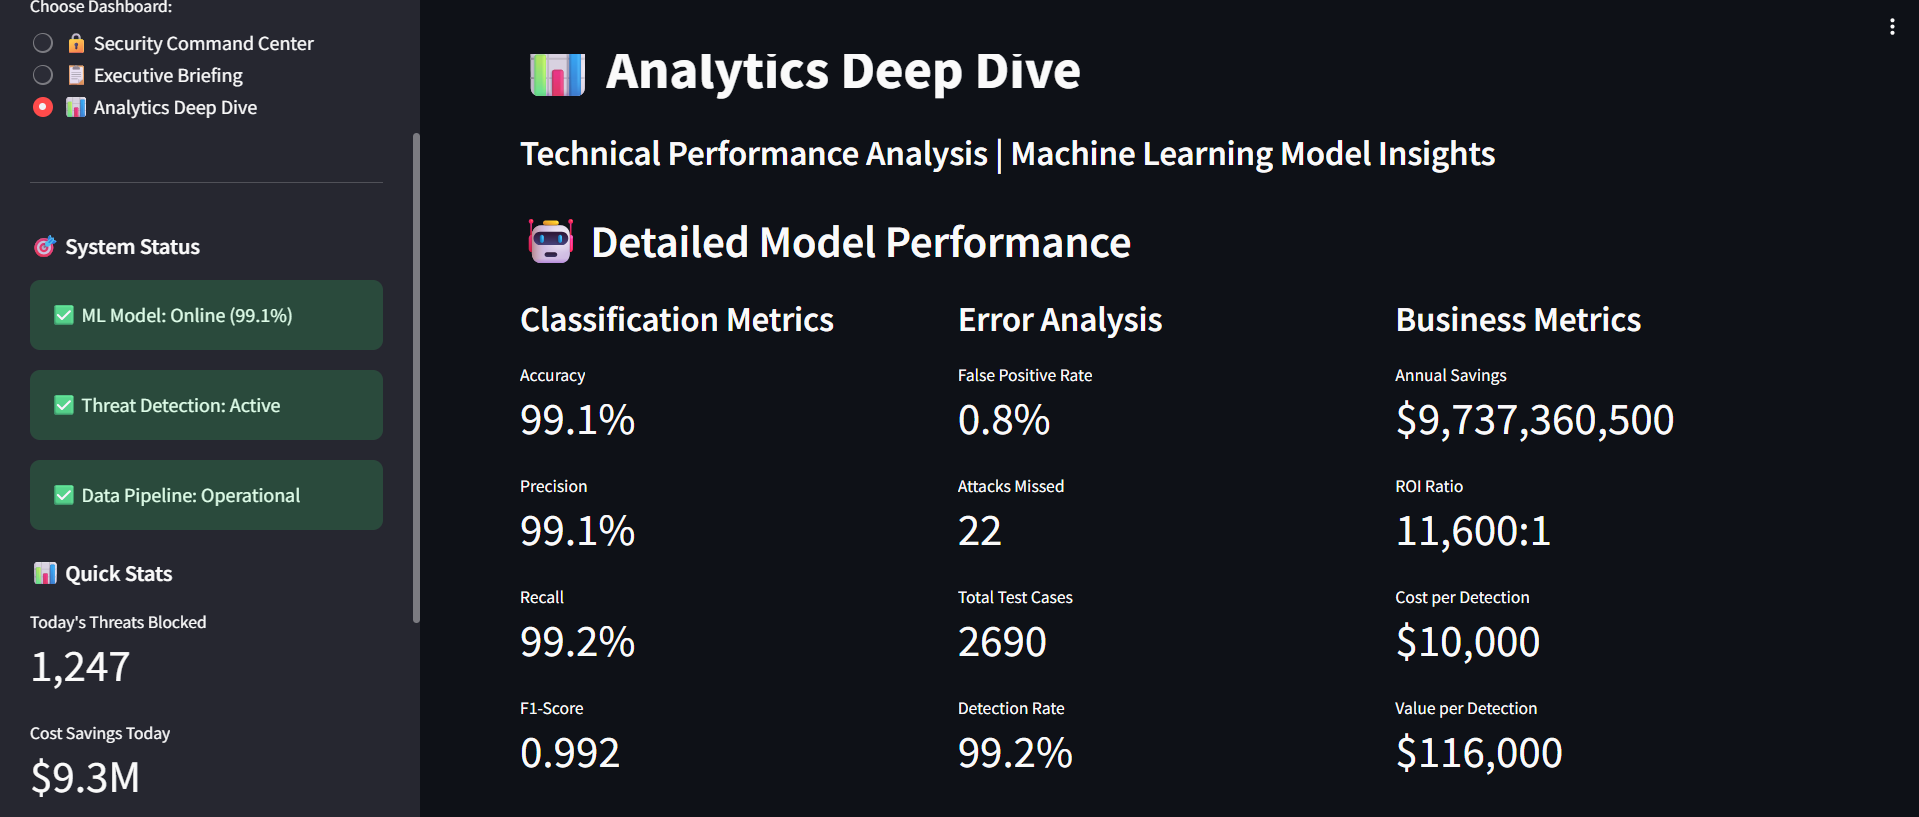 Choose Dashboard:
🔒 Security Command Center
📋 Executive Briefing
📊 Analytics Deep Dive
🎯 System Status
✅ ML Model: Online (99.1%)
✅ Threat Detection: Active
✅ Data Pipeline: Operational
📊 Quick Stats
Today's Threats Blocked
1,247
Cost Savings Today
$9.3M
📊 Analytics Deep Dive
Technical Performance Analysis | Machine Learning Model Insights
🤖 Detailed Model Performance
Classification Metrics
Accuracy
99.1%
Precision
99.1%
Recall
99.2%
F1-Score
0.992
Error Analysis
False Positive Rate
0.8%
Attacks Missed
22
Total Test Cases
2690
Detection Rate
99.2%
Business Metrics
Annual Savings
$9,737,360,500
ROI Ratio
11,600:1
Cost per Detection
$10,000
Value per Detection
$116,000